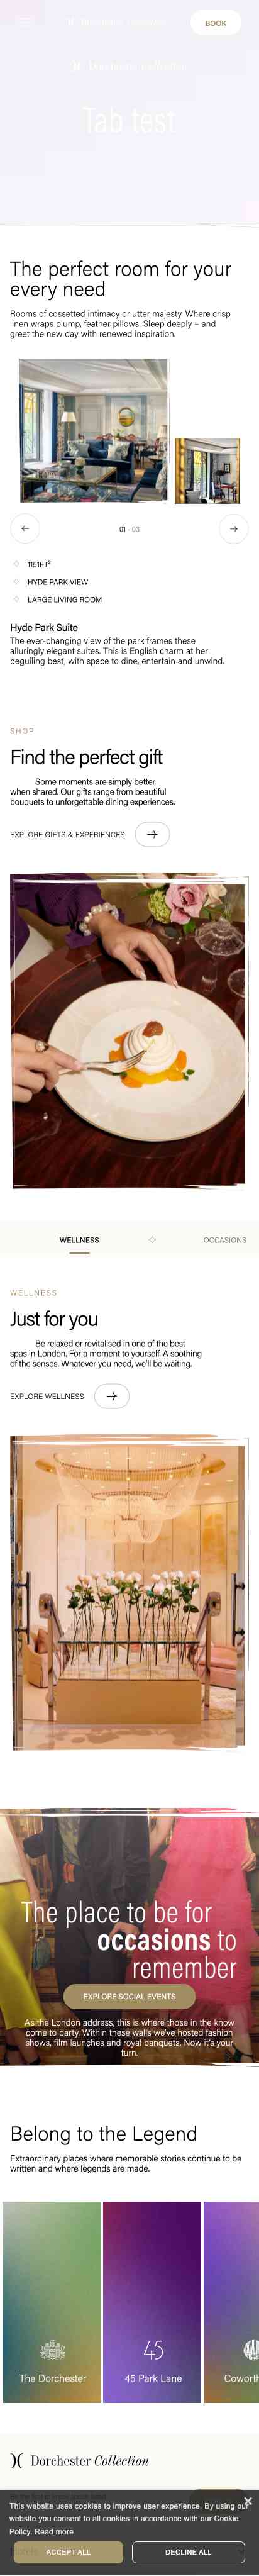 BOOK
Dorchester Collection
Tab test
The perfect room for your
every need
Rooms of cossetted intimacy or utter majesty. Where crisp
linen wraps plump, feather pillows. Sleep deeply – and
greet the new day with renewed inspiration.
01 - 03
1151FT²
HYDE PARK VIEW
LARGE LIVING ROOM
Hyde Park Suite
The ever-changing view of the park frames these
alluringly elegant suites. This is English charm at her
beguiling best, with space to dine, entertain and unwind.
SHOP
Find the perfect gift
Some moments are simply better
when shared. Our gifts range from beautiful
bouquets to unforgettable dining experiences.
EXPLORE GIFTS & EXPERIENCES
WELLNESS
OCCASIONS
WELLNESS
Just for you
Be relaxed or revitalised in one of the best
spas in London. For a moment to yourself. A soothing
of the senses. Whatever you need, we'll be waiting.
EXPLORE WELLNESS
The place to be for
occasions to
remember
EXPLORE SOCIAL EVENTS
As the London address, this is where those in the know
come to party. Within these walls we've hosted fashion
shows, film launches and royal banquets. Now it's your
turn.
Belong to the Legend
Extraordinary places where memorable stories continue to be
written and where legends are made.
45
The Dorchester
45 Park Lane
Coworth
Dorchester Collection
This website uses cookies to improve user experience. By using our
website you consent to all cookies in accordance with our Cookie
Policy. Read more
ACCEPT ALL
DECLINE ALL